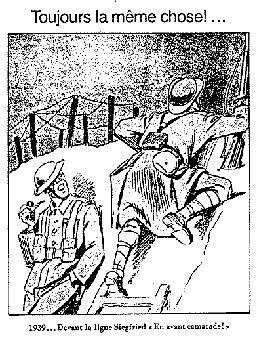 Toujours la même chose!...
1939... Devant la ligne Siegfried « En avant camarade! »